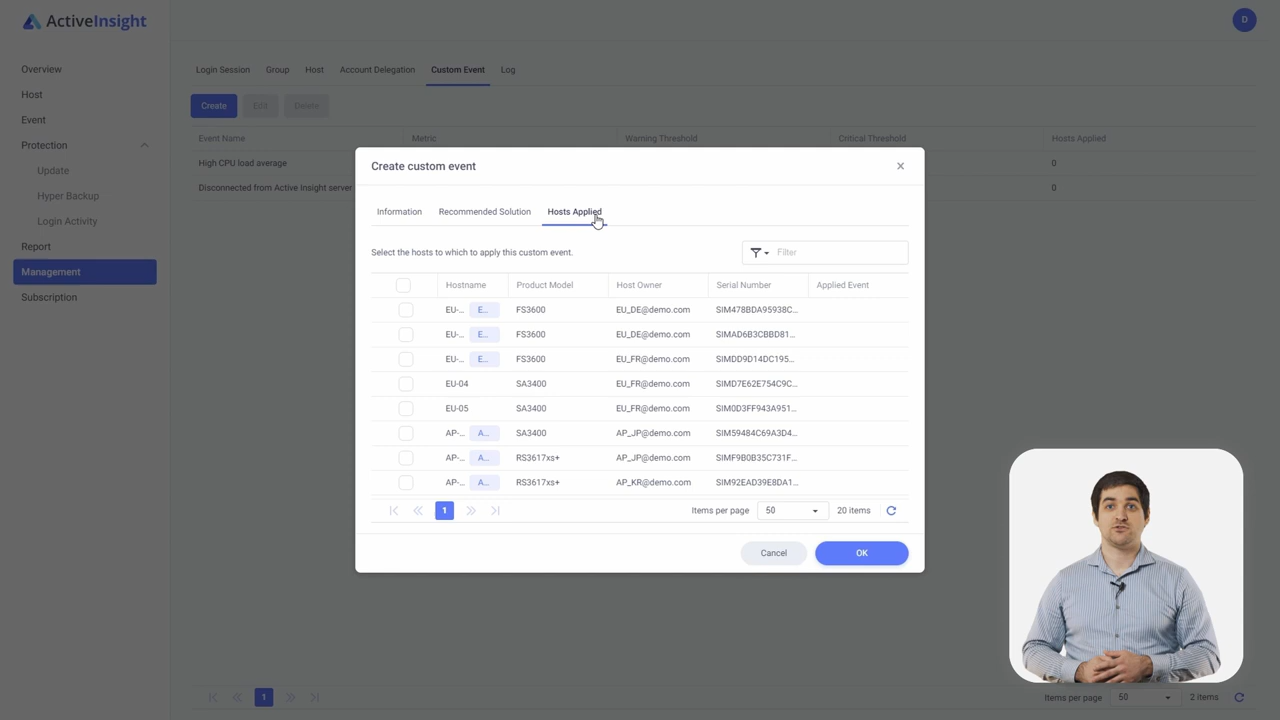 ActiveInsight
D
Overview
Host
Event
Protection
Update
Hyper Backup
Login Activity
Report
Management
Subscription
Login Session Group Host Account Delegation Custom Event Log
Create Edit Delete
Event Name Metric Warning Threshold Critical Threshold Hosts Applied
High CPU load average 0
Disconnected from Active Insight server 0
Create custom event
Information Recommended Solution Hosts Applied
Select the hosts to which to apply this custom event.
Filter
Hostname Product Model Host Owner Serial Number Applied Event
EU-... E... FS3600 EU_DE@demo.com SIM478BDA95938C...
EU-... E... FS3600 EU_DE@demo.com SIMAD6B3CBBD81...
EU-... E... FS3600 EU_FR@demo.com SIMDD9D14DC195...
EU-04 SA3400 EU_FR@demo.com SIMD7E62E754C9C...
EU-05 SA3400 EU_FR@demo.com SIM0D3FF943A951...
AP-... A... SA3400 AP_JP@demo.com SIM59484C69A3D4...
AP-... A... RS3617xs+ AP_JP@demo.com SIMF9B0B35C731F...
AP-... A... RS3617xs+ AP_KR@demo.com SIM92EAD39E8DA1...
1 Items per page 50 20 items
Cancel OK
1 Items per page 50 2 items